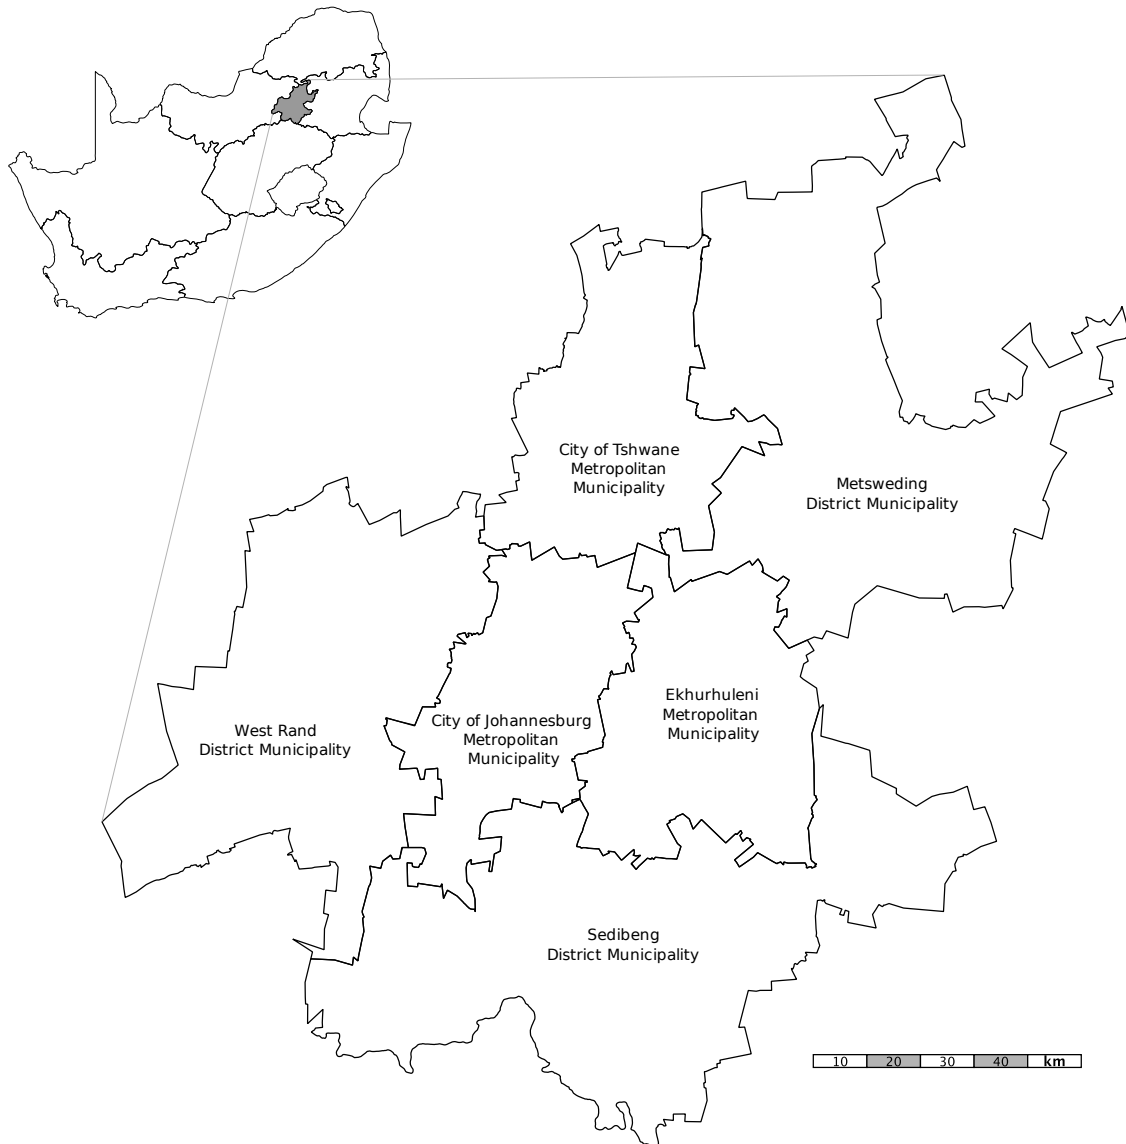 City of Tshwane
Metropolitan
Municipality
Metsweding
District Municipality
Ekhurhuleni
Metropolitan
Municipality
West Rand
District Municipality
City of Johannesburg
Metropolitan
Municipality
Sedibeng
District Municipality
10 20 30 40 km